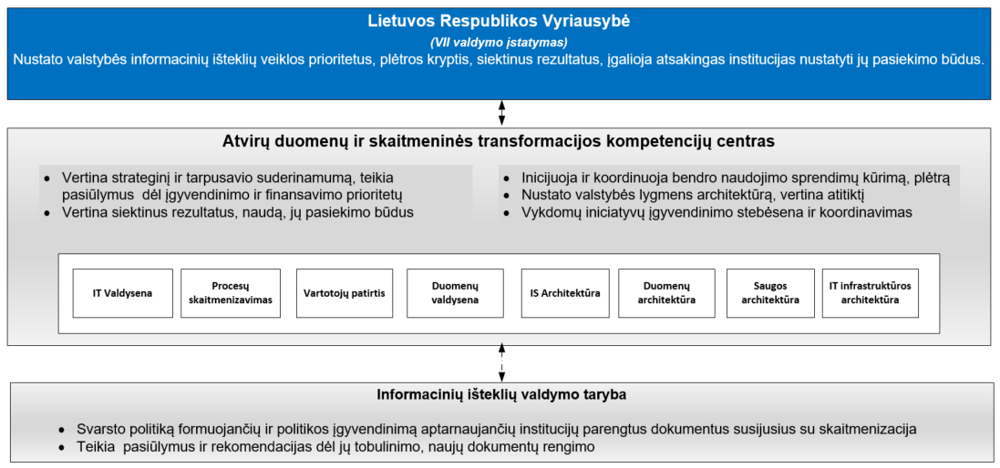 Lietuvos Respublikos Vyriausybė
(VII valdymo įstatymas)
Nustato valstybės informacinių išteklių veiklos prioritetus, plėtros kryptis, siektinus rezultatus, įgalioja atsakingas institucijas nustatyti jų pasiekimo būdus.
Atvirų duomenų ir skaitmeninės transformacijos kompetencijų centras
• Vertina strateginį ir tarpusavio suderinamumą, teikia
pasiūlymus dėl įgyvendinimo ir finansavimo prioritetų
• Vertina siektinus rezultatus, naudą, jų pasiekimo būdus
• Inicijuoja ir koordinuoja bendro naudojimo sprendimų kūrimą, plėtrą
• Nustato valstybės lygmens architektūrą, vertina atitiktį
• Vykdomų iniciatyvų įgyvendinimo stebėsena ir koordinavimas
IT Valdysena
Procesų
skaitmenizavimas
Vartotojų patirtis
Duomenų
valdysena
IS Architektūra
Duomenų
architektūra
Saugos
architektūra
IT infrastruktūros
architektūra
Informacinių išteklių valdymo taryba
• Svarsto politiką formuojančių ir politikos įgyvendinimą aptarnaujančių institucijų parengtus dokumentus susijusius su skaitmenizacija
• Teikia pasiūlymus ir rekomendacijas dėl jų tobulinimo, naujų dokumentų rengimo